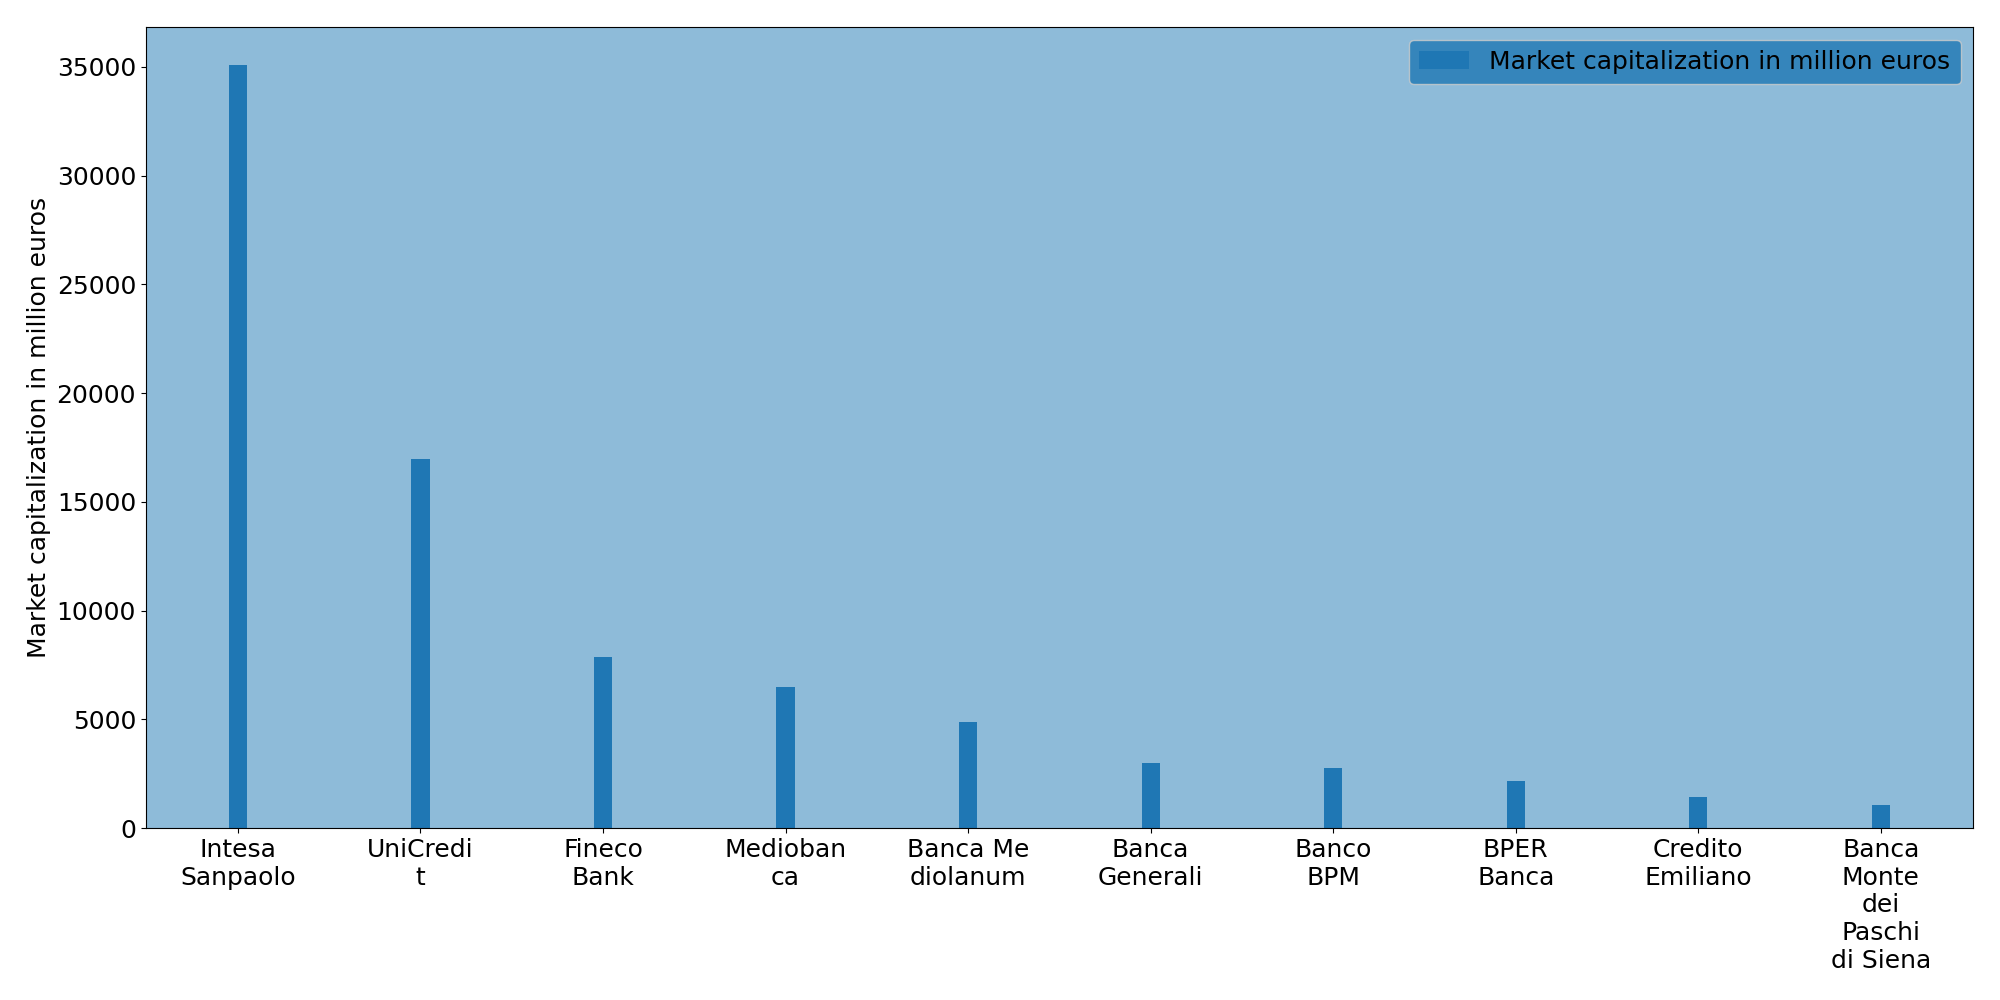 Market capitalization in million euros
Market capitalization in million euros
35000
30000
25000
20000
15000
10000
5000
0
Intesa
Sanpaolo
UniCredi
t
Fineco
Bank
Medioban
ca
Banca Me
diolanum
Banca
Generali
Banco
BPM
BPER
Banca
Credito
Emiliano
Banca
Monte
dei
Paschi
di Siena